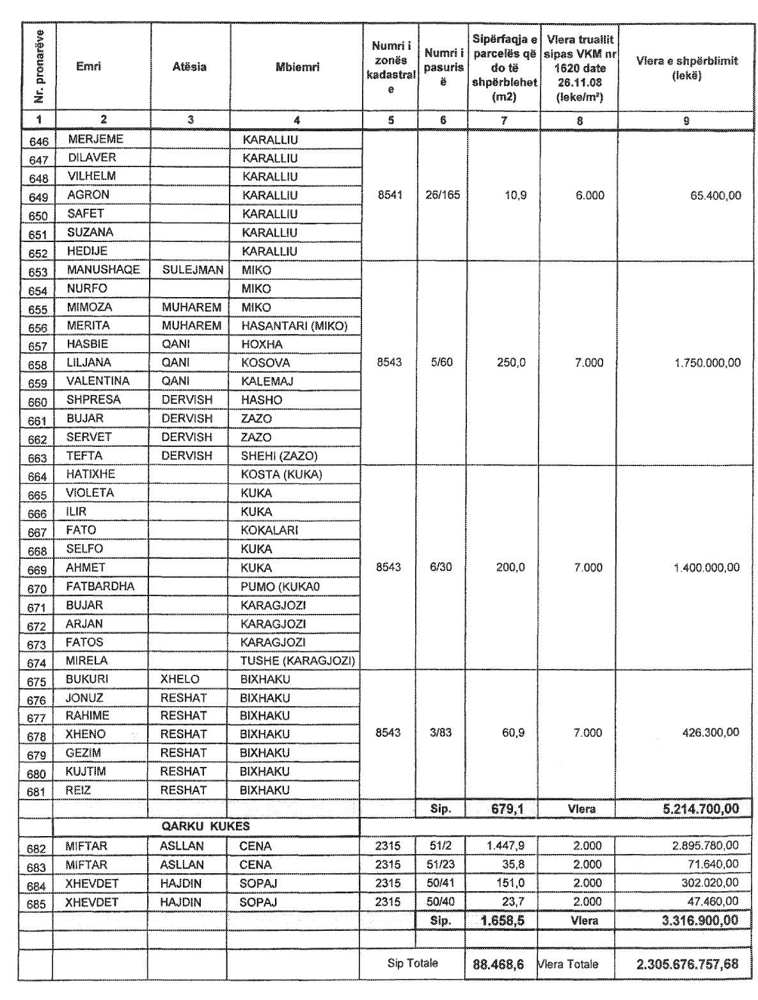 Nr. pronarëve | Emri | Atësia | Mbiemri | Numri i zonës kadastrale | Numri i pasurisë | Sipërfaqja e parcelës që do të shpërblehet (m2) | Vlera truallit sipas VKM nr 1620 date 26.11.08 (leke/m²) | Vlera e shpërblimit (lekë)
1 | 2 | 3 | 4 | 5 | 6 | 7 | 8 | 9
646 MERJEME KARALLIU
647 DILAVER KARALLIU
648 VILHELM KARALLIU
649 AGRON KARALLIU 8541 26/165 10,9 6.000 65.400,00
650 SAFET KARALLIU
651 SUZANA KARALLIU
652 HEDIJE KARALLIU
653 MANUSHAQE SULEJMAN MIKO
654 NURFO MIKO
655 MIMOZA MUHAREM MIKO
656 MERITA MUHAREM HASANTARI (MIKO)
657 HASBIE QANI HOXHA
658 LILJANA QANI KOSOVA 8543 5/60 250,0 7.000 1.750.000,00
659 VALENTINA QANI KALEMAJ
660 SHPRESA DERVISH HASHO
661 BUJAR DERVISH ZAZO
662 SERVET DERVISH ZAZO
663 TEFTA DERVISH SHEHI (ZAZO)
664 HATIXHE KOSTA (KUKA)
665 VIOLETA KUKA
666 ILIR KUKA
667 FATO KOKALARI
668 SELFO KUKA
669 AHMET KUKA 8543 6/30 200,0 7.000 1.400.000,00
670 FATBARDHA PUMO (KUKA0
671 BUJAR KARAGJOZI
672 ARJAN KARAGJOZI
673 FATOS KARAGJOZI
674 MIRELA TUSHE (KARAGJOZI)
675 BUKURI XHELO BIXHAKU
676 JONUZ RESHAT BIXHAKU
677 RAHIME RESHAT BIXHAKU
678 XHENO RESHAT BIXHAKU 8543 3/83 60,9 7.000 426.300,00
679 GEZIM RESHAT BIXHAKU
680 KUJTIM RESHAT BIXHAKU
681 REIZ RESHAT BIXHAKU
Sip. 679,1 Vlera 5.214.700,00
QARKU KUKES
682 MIFTAR ASLLAN CENA 2315 51/2 1.447,9 2.000 2.895.780,00
683 MIFTAR ASLLAN CENA 2315 51/23 35,8 2.000 71.640,00
684 XHEVDET HAJDIN SOPAJ 2315 50/41 151,0 2.000 302.020,00
685 XHEVDET HAJDIN SOPAJ 2315 50/40 23,7 2.000 47.460,00
Sip. 1.658,5 Vlera 3.316.900,00
Sip Totale 88.468,6 Vlera Totale 2.305.676.757,68